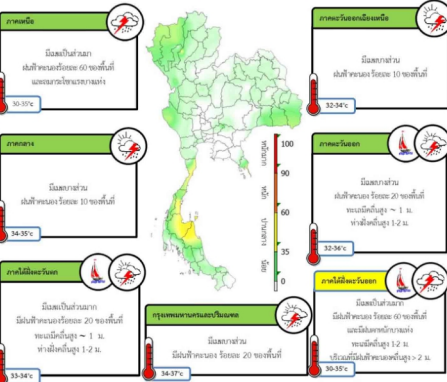 ภาคเหนือ
มีเมฆเป็นส่วนมาก
ฝนฟ้าคะนองร้อยละ 60 ของพื้นที่
และลมกระโชกแรงบางแห่ง
30-35°c
ภาคตะวันออกเฉียงเหนือ
มีเมฆบางส่วน
ฝนฟ้าคะนอง ร้อยละ 10 ของพื้นที่
32-34°c
ภาคกลาง
มีเมฆบางส่วน
ฝนฟ้าคะนอง ร้อยละ 10 ของพื้นที่
34-35°c
ภาคตะวันออก
มีเมฆบางส่วน
ฝนฟ้าคะนอง ร้อยละ 20 ของพื้นที่
ทะเลมีคลื่นสูง ~ 1 ม.
ห่างฝั่งคลื่นสูง 1-2 ม.
32-36°c
100
หนักมาก
90
หนัก
60
ปานกลาง
35
น้อย
0
ภาคใต้ฝั่งตะวันตก
มีเมฆเป็นส่วนมาก
มีฝนฟ้าคะนองร้อยละ 20 ของพื้นที่
ทะเลมีคลื่นสูง ~ 1 ม.
ห่างฝั่งคลื่นสูง 1-2 ม.
33-34°c
กรุงเทพมหานครและปริมณฑล
มีเมฆบางส่วน
มีฝนฟ้าคะนอง ร้อยละ 20 ของพื้นที่
34-37°c
ภาคใต้ฝั่งตะวันออก
มีเมฆเป็นส่วนมาก
มีฝนฟ้าคะนองร้อยละ 60 ของพื้นที่
และมีฝนตกหนักบางแห่ง
ทะเลมีคลื่นสูง 1-2 ม.
บริเวณที่มีฝนฟ้าคะนองคลื่นสูง > 2 ม.
30-35°c